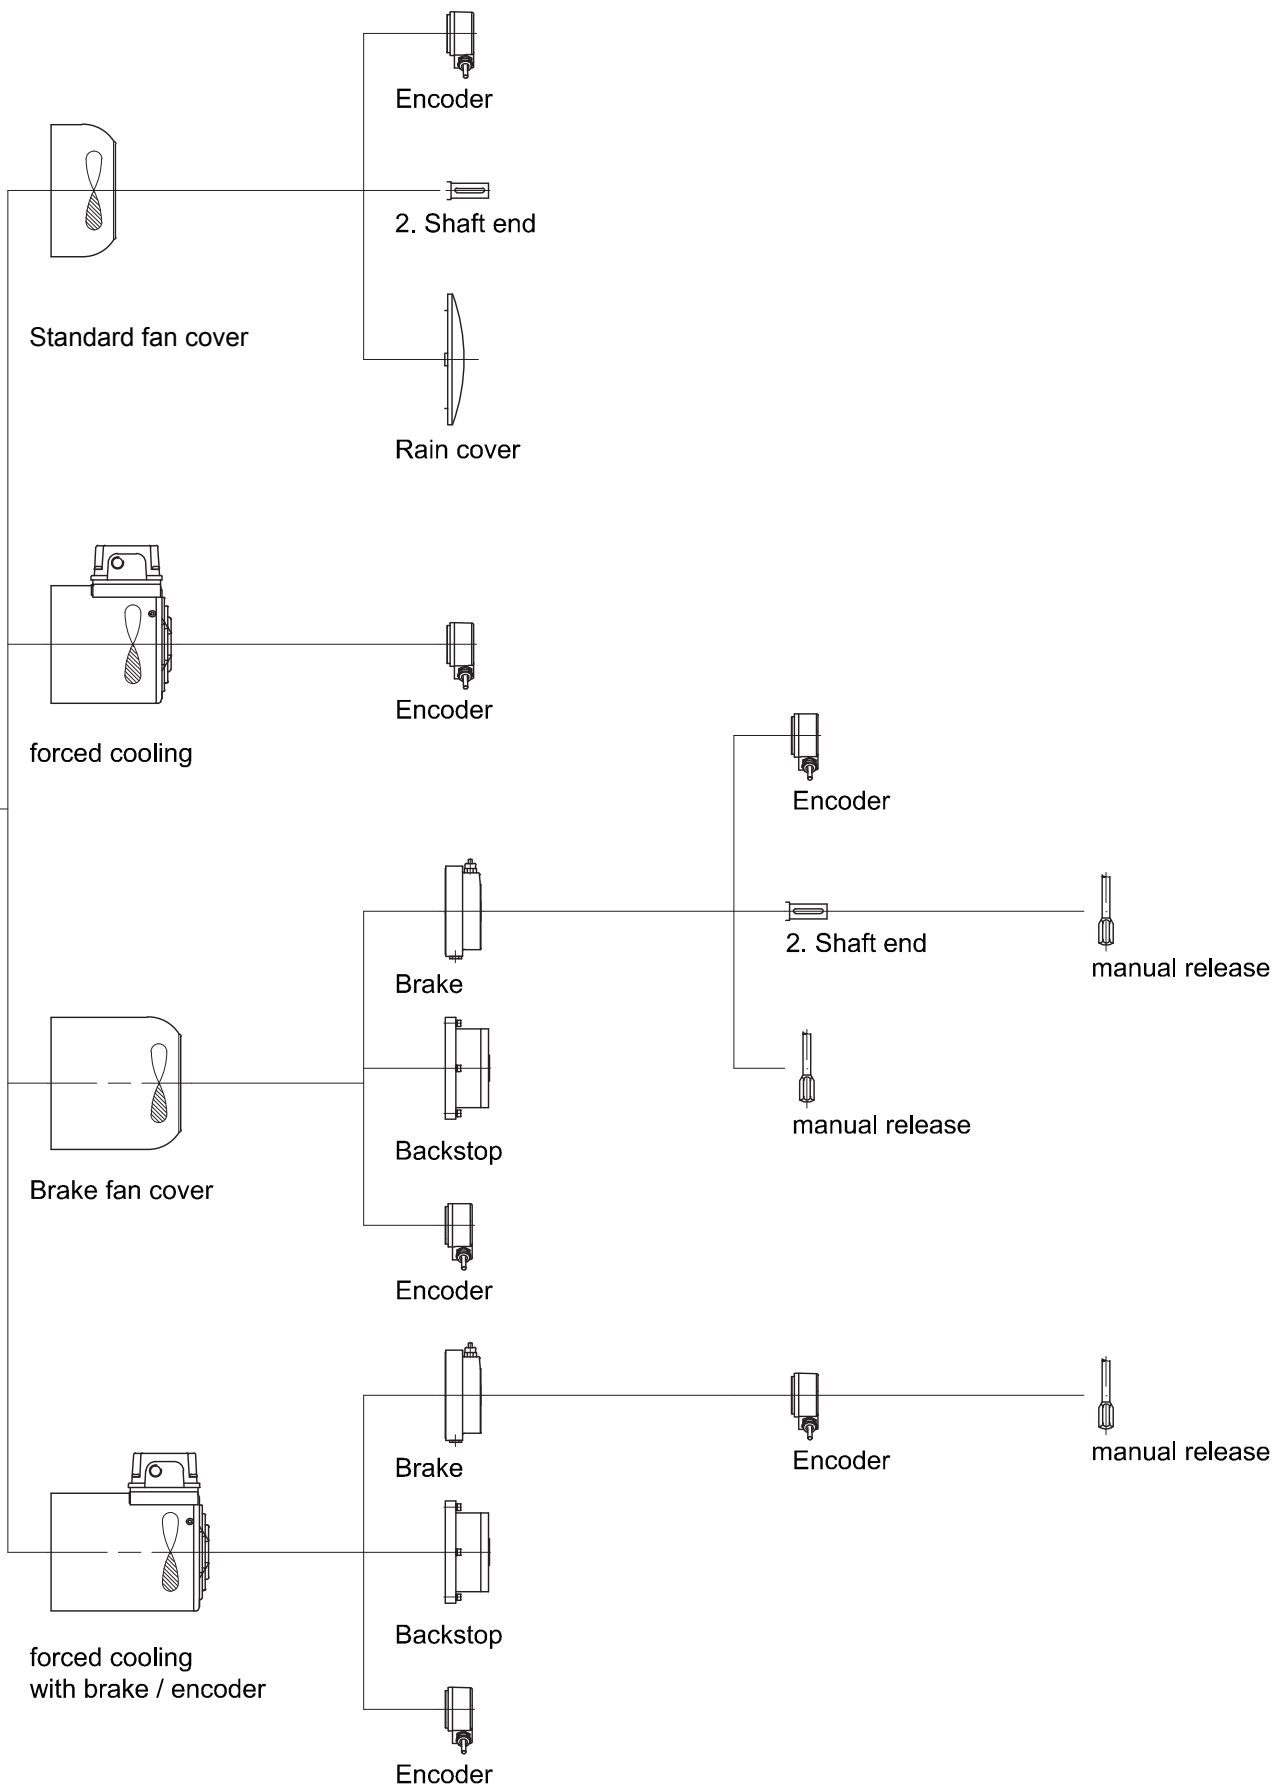 Encoder
2. Shaft end
Standard fan cover
Rain cover
Encoder
forced cooling
Encoder
2. Shaft end
manual release
Brake
manual release
Backstop
Brake fan cover
Encoder
manual release
Encoder
Brake
Backstop
forced cooling
with brake / encoder
Encoder